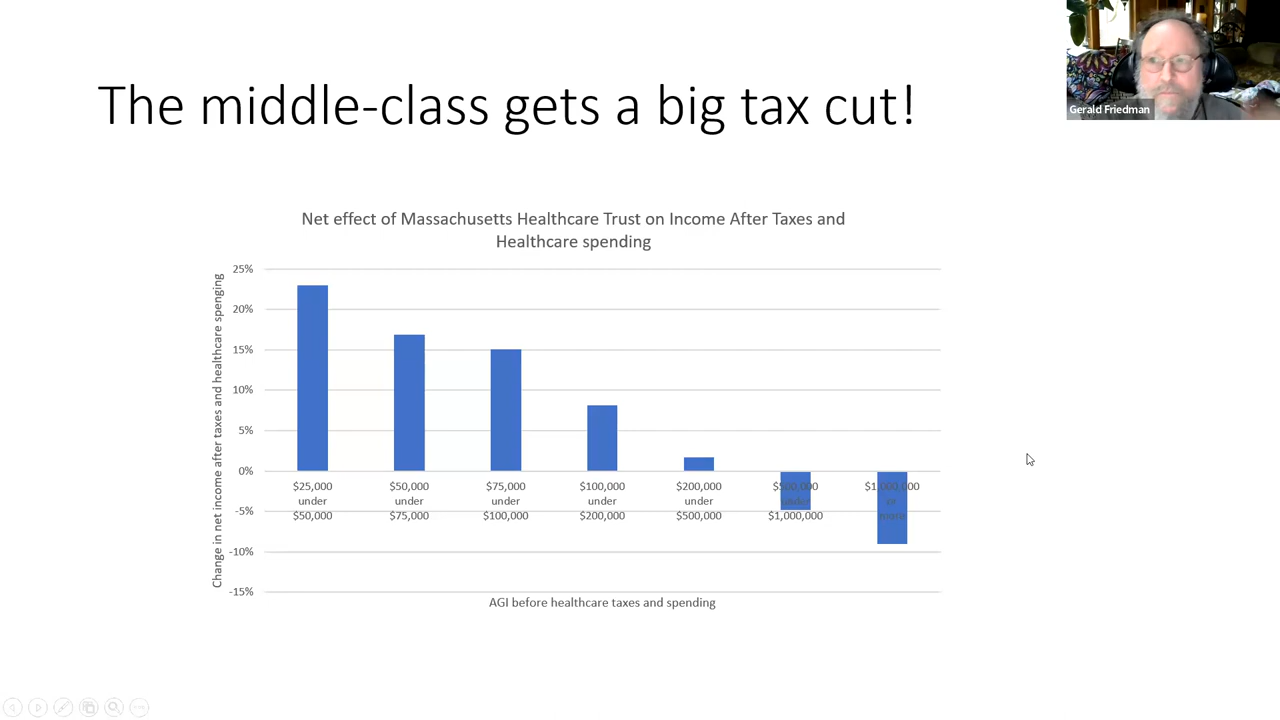 The middle-class gets a big tax cut!
Gerald Friedman
Net effect of Massachusetts Healthcare Trust on Income After Taxes and
Healthcare spending
Change in net income after taxes and healthcare spenging
25%
20%
15%
10%
5%
0%
-5%
-10%
-15%
$25,000
under
$50,000
$50,000
under
$75,000
$75,000
under
$100,000
$100,000
under
$200,000
$200,000
under
$500,000
$500,000
under
$1,000,000
$1,000,000
or
more
AGI before healthcare taxes and spending